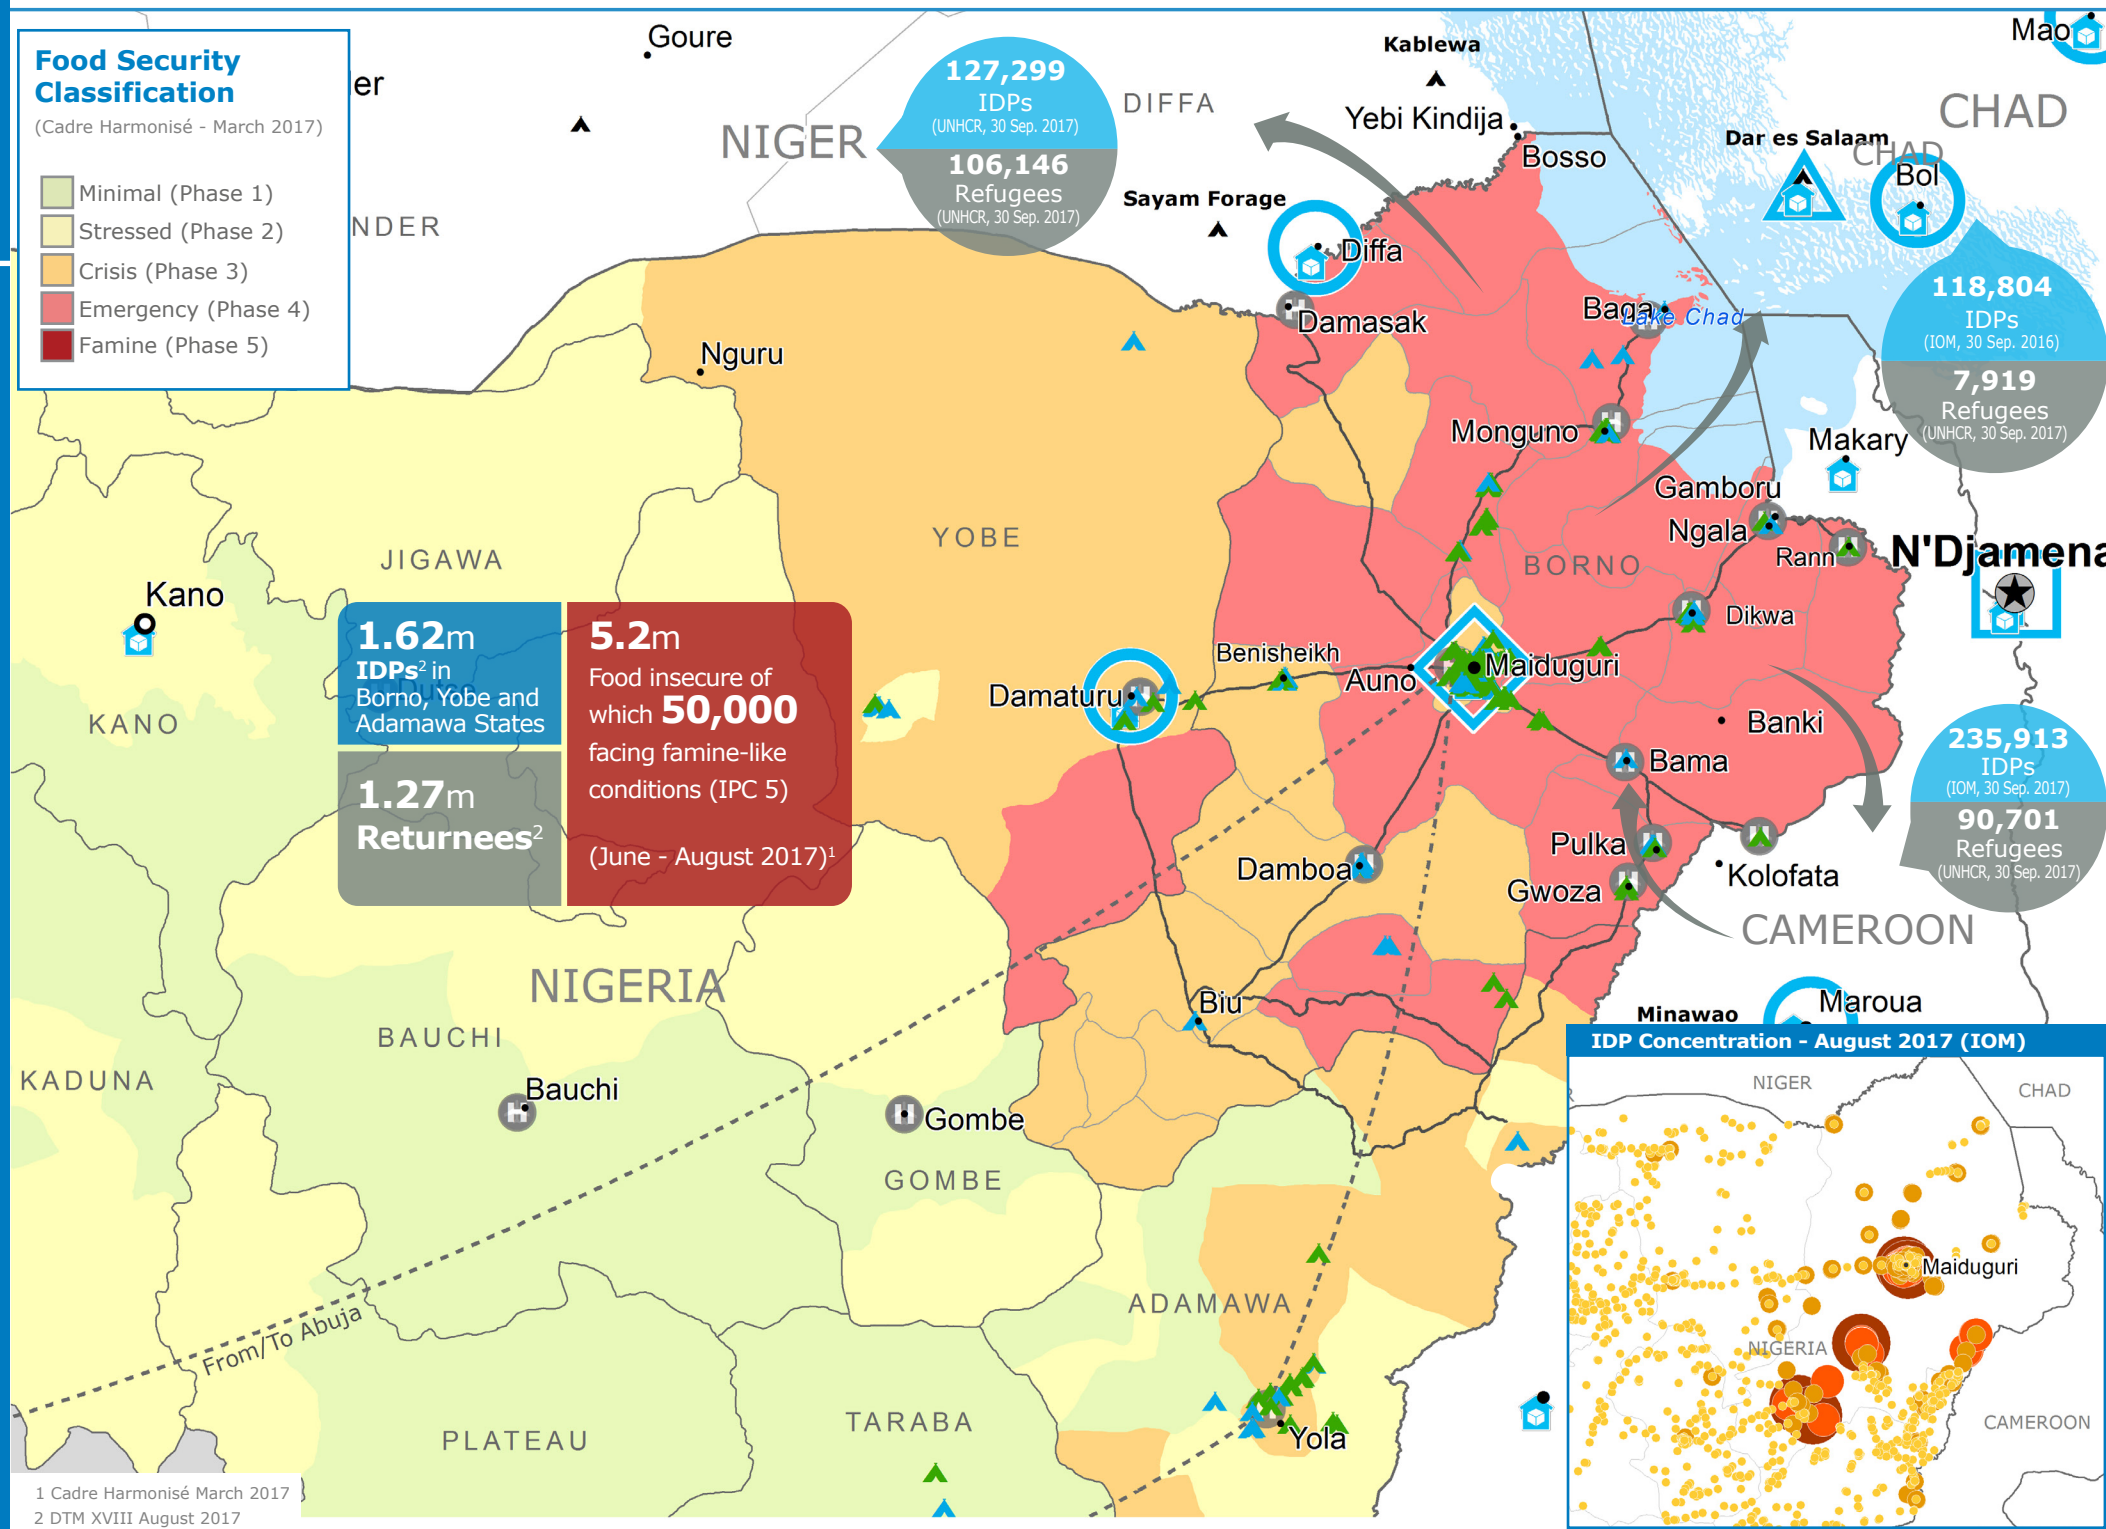 Food Security
Classification
(Cadre Harmonisé - March 2017)
Minimal (Phase 1)
Stressed (Phase 2)
Crisis (Phase 3)
Emergency (Phase 4)
Famine (Phase 5)
er
NDER
Goure
NIGER
127,299
IDPs
(UNHCR, 30 Sep. 2017)
106,146
Refugees
(UNHCR, 30 Sep. 2017)
DIFFA
Kablewa
Yebi Kindija
Bosso
Sayam Forage
Diffa
Damasak
Mao
CHAD
Dar es Salaam
CHAD
Bol
118,804
IDPs
(IOM, 30 Sep. 2016)
7,919
Refugees
(UNHCR, 30 Sep. 2017)
Baga
Lake Chad
Nguru
Monguno
Makary
Gamboru
Ngala
Rann
N'Djamena
YOBE
BORNO
JIGAWA
Kano
KANO
Dikwa
Benisheikh
Auno
Maiduguri
Damaturu
Banki
Bama
1.62m
IDPs2 in
Borno, Yobe and
Adamawa States
Dutse
1.27m
Returnees2
5.2m
Food insecure of
which 50,000
facing famine-like
conditions (IPC 5)
(June - August 2017)1
235,913
IDPs
(IOM, 30 Sep. 2017)
90,701
Refugees
(UNHCR, 30 Sep. 2017)
Pulka
Damboa
Gwoza
Kolofata
CAMEROON
NIGERIA
Biu
Minawao
Maroua
BAUCHI
KADUNA
Bauchi
Gombe
GOMBE
ADAMAWA
From/To Abuja
PLATEAU
TARABA
Yola
IDP Concentration - August 2017 (IOM)
NIGER
CHAD
Maiduguri
NIGERIA
CAMEROON
1 Cadre Harmonisé March 2017
2 DTM XVIII August 2017